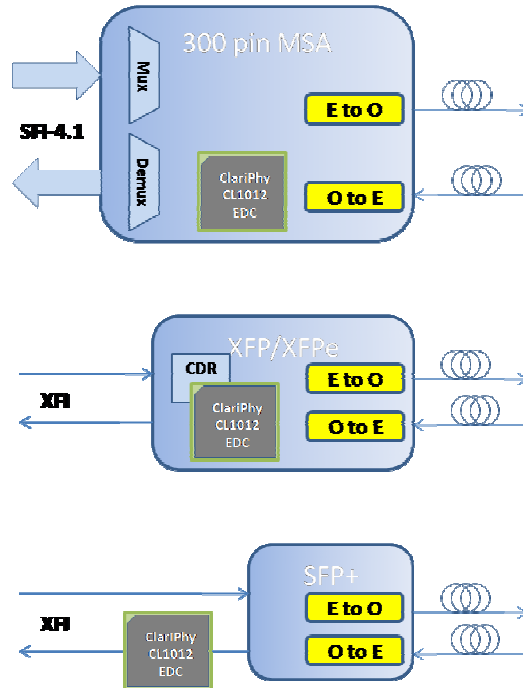 300 pin MSA
Mux
E to O
SFI-4.1
Demux
ClariPhy
CL1012
EDC
O to E
XFP/XFPe
CDR
E to O
XFI
ClariPhy
CL1012
EDC
O to E
SFP+
E to O
XFI
ClariPhy
CL1012
EDC
O to E